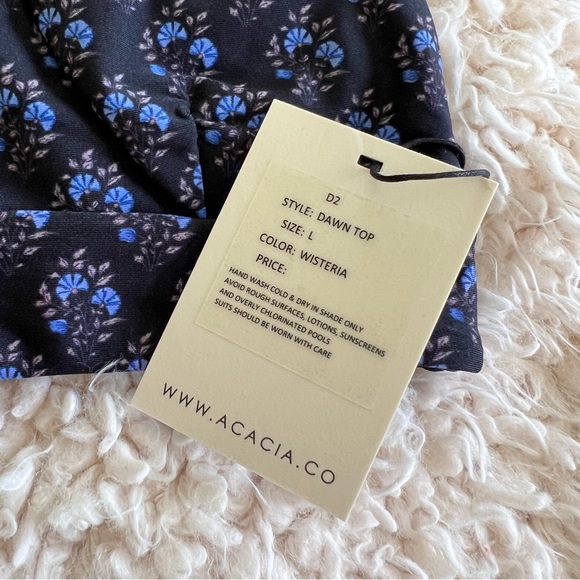 D2
STYLE: DAWN TOP
SIZE: L
COLOR: WISTERIA
PRICE:
HAND WASH COLD & DRY IN SHADE ONLY
AVOID ROUGH SURFACES, LOTIONS, SUNSCREENS
AND OVERLY CHLORINATED POOLS
SUITS SHOULD BE WORN WITH CARE
WWW.ACACIA.CO